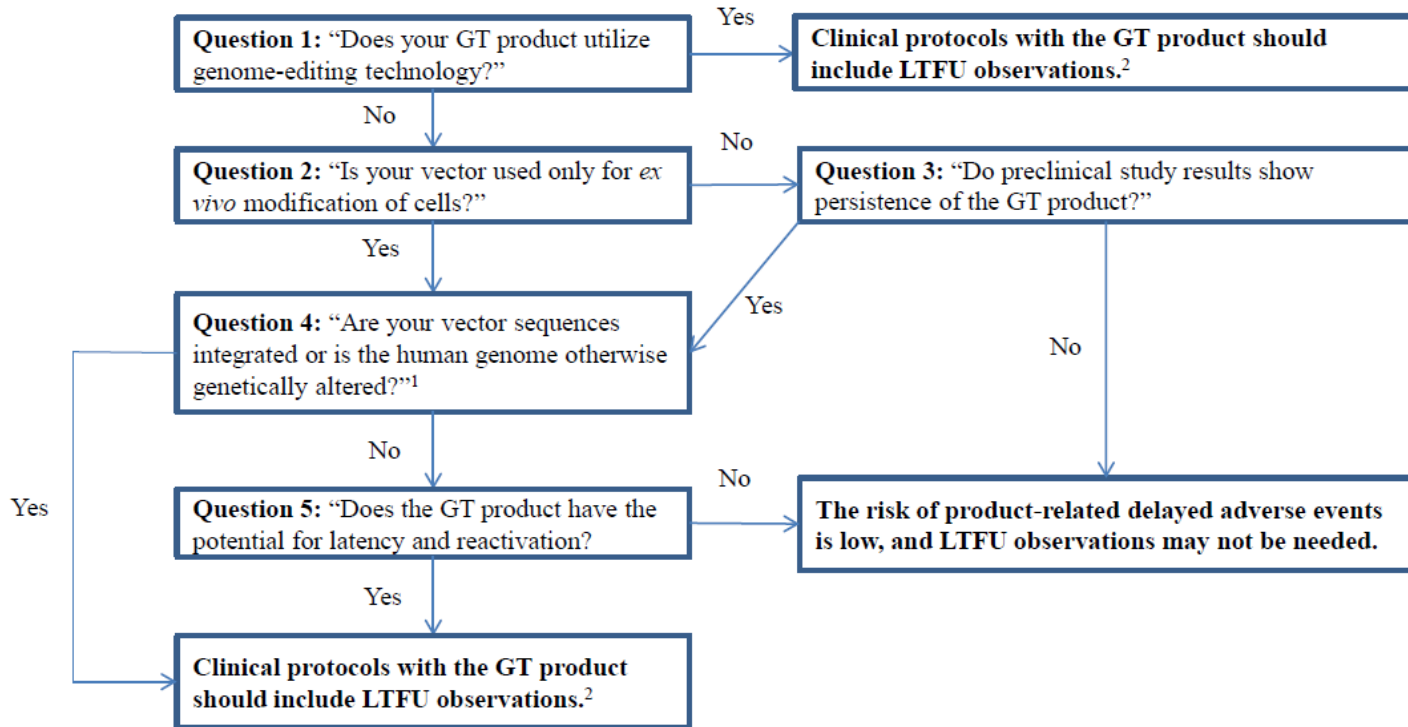 Question 1: “Does your GT product utilize
genome-editing technology?”
Yes
Clinical protocols with the GT product should
include LTFU observations.2
No
Question 2: “Is your vector used only for ex
vivo modification of cells?”
No
Question 3: “Do preclinical study results show
persistence of the GT product?”
Yes
Yes
Question 4: “Are your vector sequences
integrated or is the human genome otherwise
genetically altered?”1
No
No
Yes
Question 5: “Does the GT product have the
potential for latency and reactivation?
No
The risk of product-related delayed adverse events
is low, and LTFU observations may not be needed.
Yes
Clinical protocols with the GT product
should include LTFU observations.2